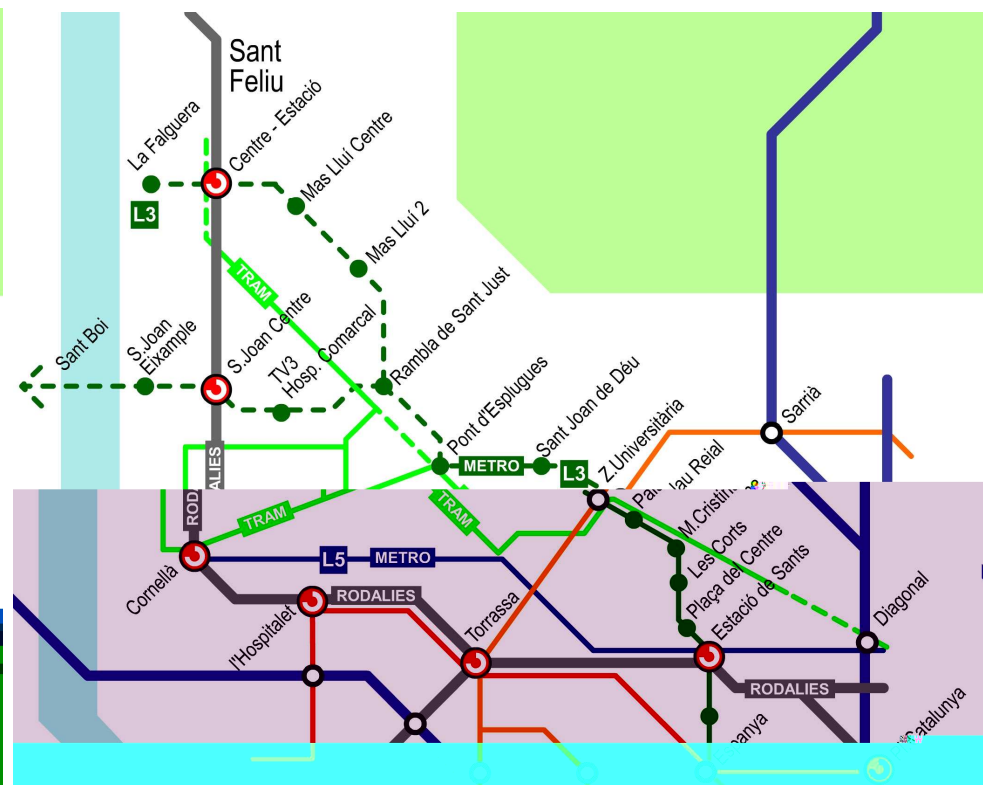 Sant
Feliu
La Falguera
Centre - Estació
L3
Mas Lluí Centre
Mas Lluí 2
TRAM
Rambla de Sant Just
Sant Boi
S.Joan
Eixample
S.Joan Centre
TV3
Hosp. Comarcal
Pont d'Esplugues
Sant Joan de Déu
Z.Universitària
Sarrià
METRO
L3
RODALIES
TRAM
TRAM
M.Cristina
Les Corts
Plaça del Centre
Estació de Sants
Diagonal
Cornellà
L5
METRO
RODALIES
l'Hospitalet
Torrassa
RODALIES
Catalunya